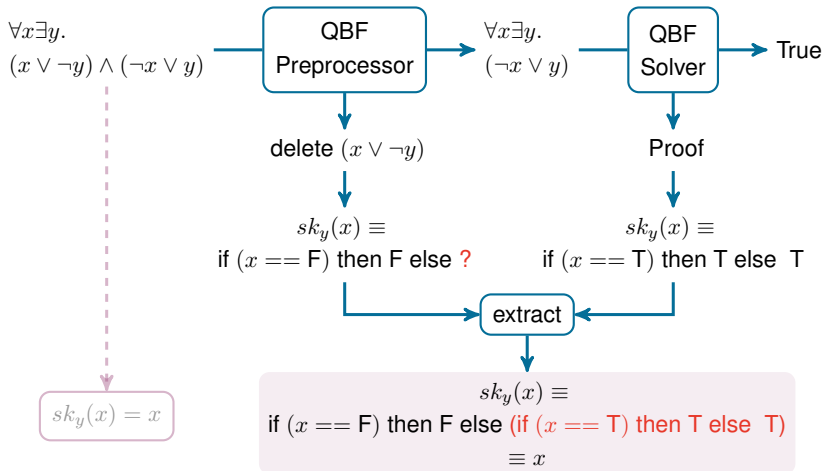 ∀x∃y.
(x ∨ ¬y) ∧ (¬x ∨ y)
QBF
Preprocessor
∀x∃y.
(¬x ∨ y)
QBF
Solver
True
delete (x ∨ ¬y)
Proof
sk_y(x) ≡
if (x == F) then F else ?
sk_y(x) ≡
if (x == T) then T else T
extract
sk_y(x) = x
sk_y(x) ≡
if (x == F) then F else (if (x == T) then T else T)
≡ x